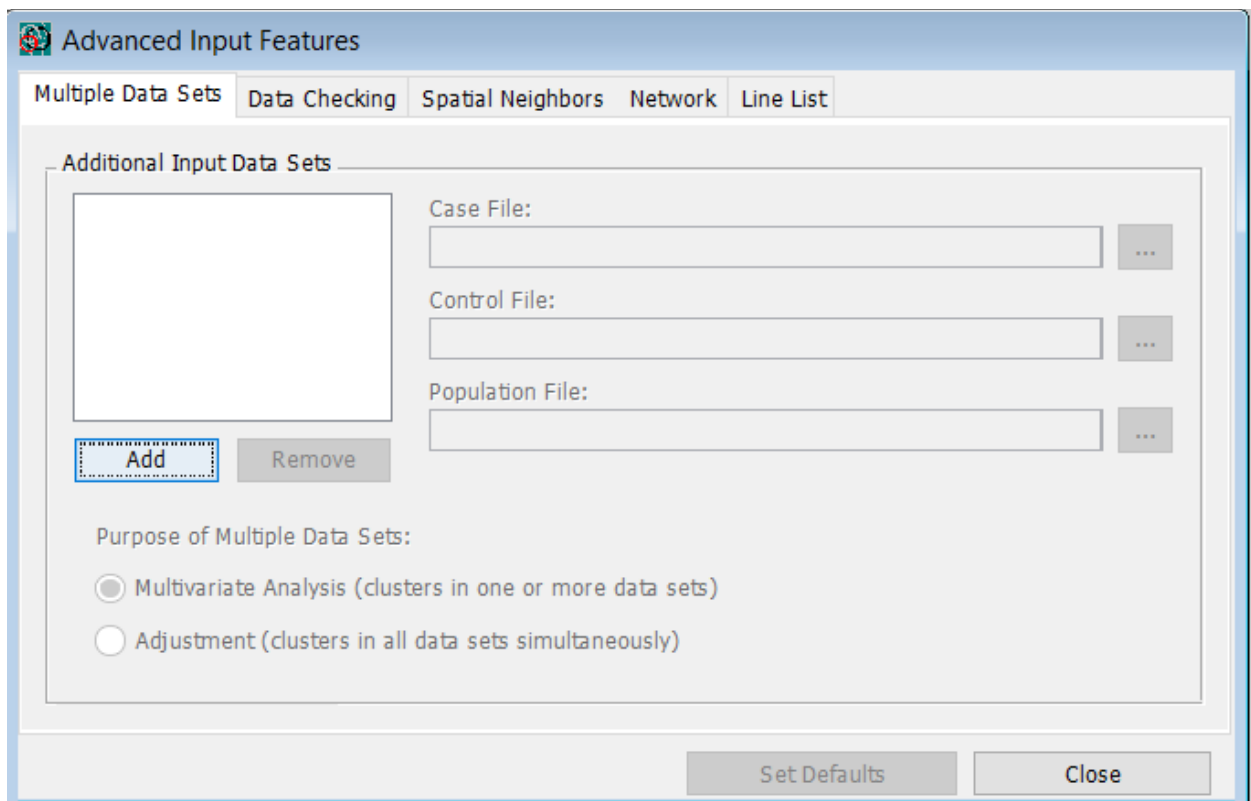 Advanced Input Features
Multiple Data Sets Data Checking Spatial Neighbors Network Line List
Additional Input Data Sets
Case File:
...
Control File:
...
Population File:
...
Add Remove
Purpose of Multiple Data Sets:
Multivariate Analysis (clusters in one or more data sets)
Adjustment (clusters in all data sets simultaneously)
Set Defaults Close